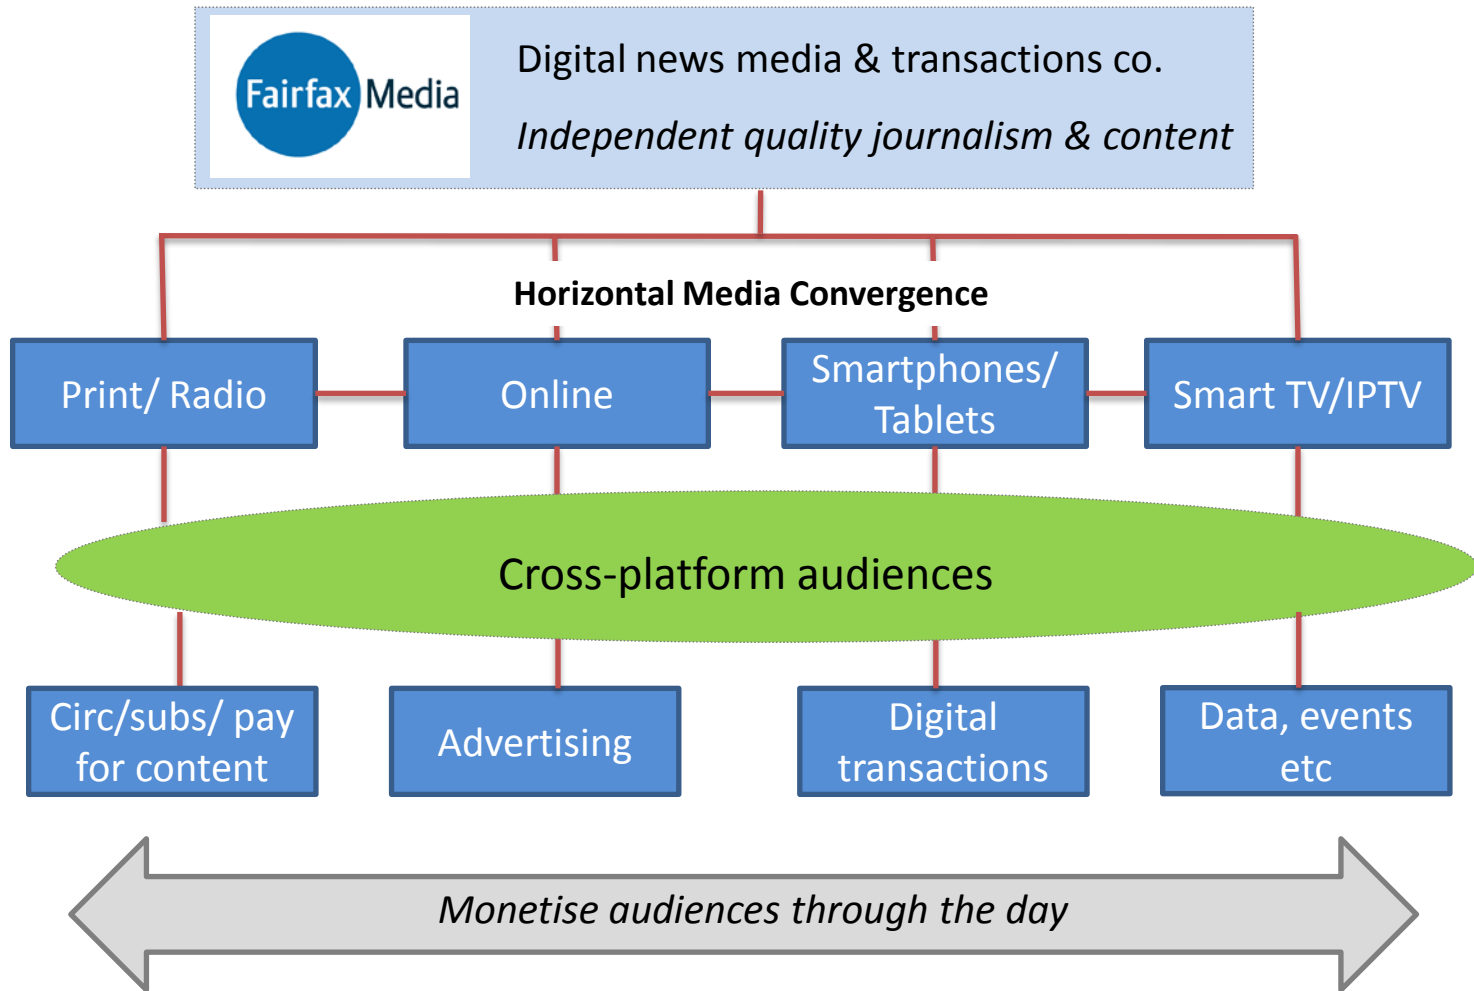 Fairfax Media
Digital news media & transactions co.
Independent quality journalism & content
Horizontal Media Convergence
Print/ Radio
Online
Smartphones/
Tablets
Smart TV/IPTV
Cross-platform audiences
Circ/subs/ pay
for content
Advertising
Digital
transactions
Data, events
etc
Monetise audiences through the day